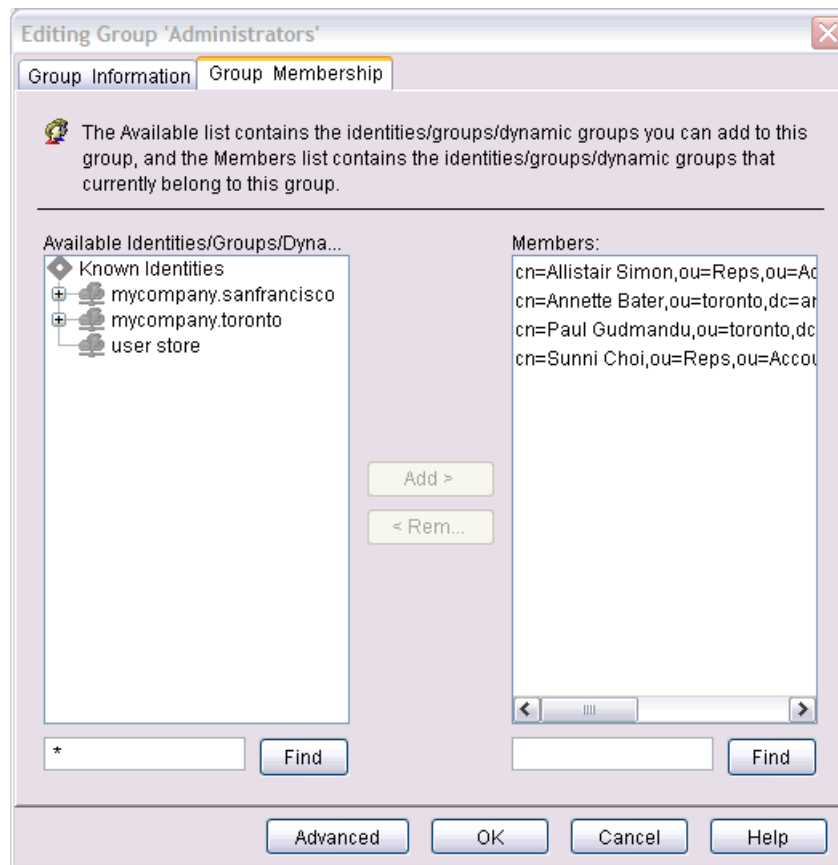 Editing Group 'Administrators'
Group Information
Group Membership
The Available list contains the identities/groups/dynamic groups you can add to this
group, and the Members list contains the identities/groups/dynamic groups that
currently belong to this group.
Available Identities/Groups/Dyna...
Known Identities
mycompany.sanfrancisco
mycompany.toronto
user store
Add >
< Rem...
Members:
cn=Allistair Simon,ou=Reps,ou=Ac
cn=Annette Bater,ou=toronto,dc=ar
cn=Paul Gudmandu,ou=toronto,dc
cn=Sunni Choi,ou=Reps,ou=Accou
*
Find
Find
Advanced
OK
Cancel
Help